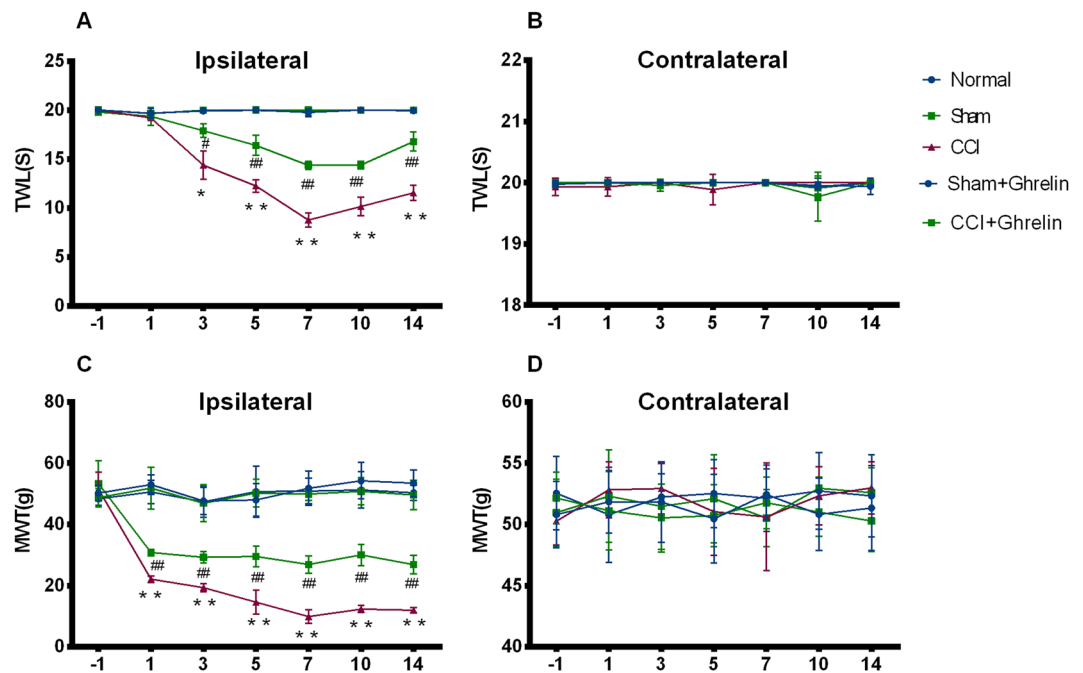 A
Ipsilateral
TWL(S)
25
20
15
10
5
0
# ## ## ## ##
* * * * * * * * *
-1 1 3 5 7 10 14
B
Contralateral
TWL(S)
22
21
20
19
18
-1 1 3 5 7 10 14
Normal
Sham
CCI
Sham+Ghrelin
CCI+Ghrelin
C
Ipsilateral
MWT(g)
80
60
40
20
0
## ## ## ## ## ##
* * * * * * * * * * * *
-1 1 3 5 7 10 14
D
Contralateral
MWT(g)
60
55
50
45
40
-1 1 3 5 7 10 14